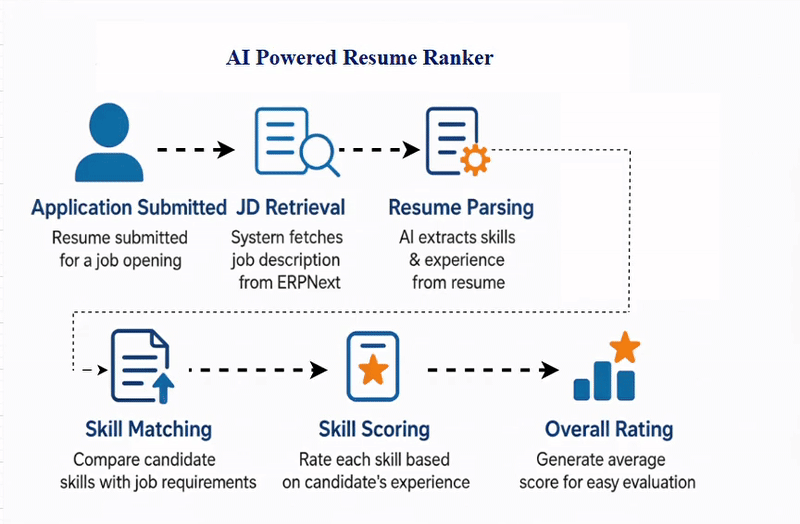 AI Powered Resume Ranker
Application Submitted
Resume submitted
for a job opening
JD Retrieval
System fetches
job description
from ERPNext
Resume Parsing
AI extracts skills
& experience
from resume
Skill Matching
Compare candidate
skills with job requirements
Skill Scoring
Rate each skill based
on candidate's experience
Overall Rating
Generate average
score for easy evaluation